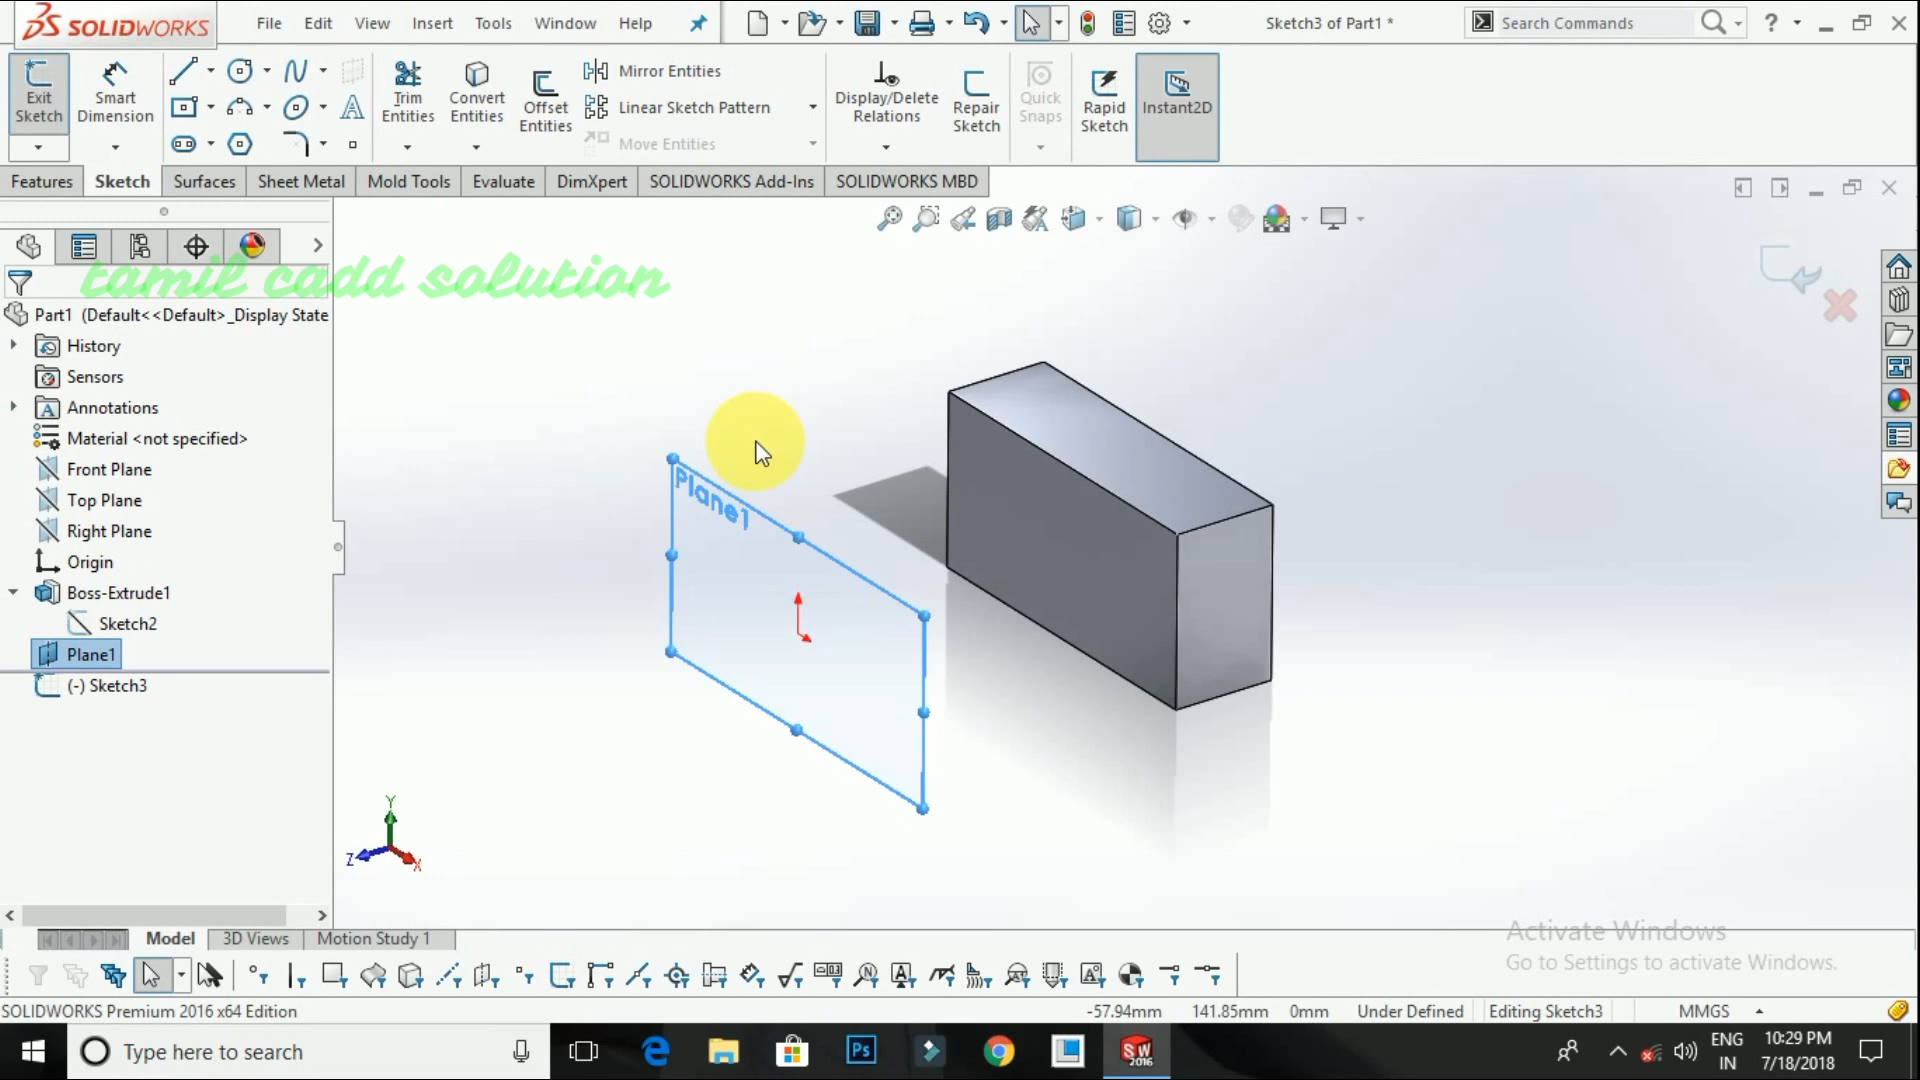 SOLIDWORKS File Edit View Insert Tools Window Help Sketch3 of Part1 * Search Commands ?
Exit Sketch
Smart Dimension
Trim Entities
Convert Entities
Offset Entities
Mirror Entities
Linear Sketch Pattern
Move Entities
Display/Delete Relations
Repair Sketch
Quick Snaps
Rapid Sketch
Instant2D
Features Sketch Surfaces Sheet Metal Mold Tools Evaluate DimXpert SOLIDWORKS Add-Ins SOLIDWORKS MBD
tamil cadd solution
Part1 (Default<<Default>_Display State
History
Sensors
Annotations
Material <not specified>
Front Plane
Top Plane
Right Plane
Origin
Boss-Extrude1
Sketch2
Plane1
(-) Sketch3
Plane1
Y
Z
X
Model 3D Views Motion Study 1
Activate Windows
Go to Settings to activate Windows.
SOLIDWORKS Premium 2016 x64 Edition -57.94mm 141.85mm 0mm Under Defined Editing Sketch3 MMGS
Type here to search
Ps
SW 2016
ENG IN
10:29 PM
7/18/2018